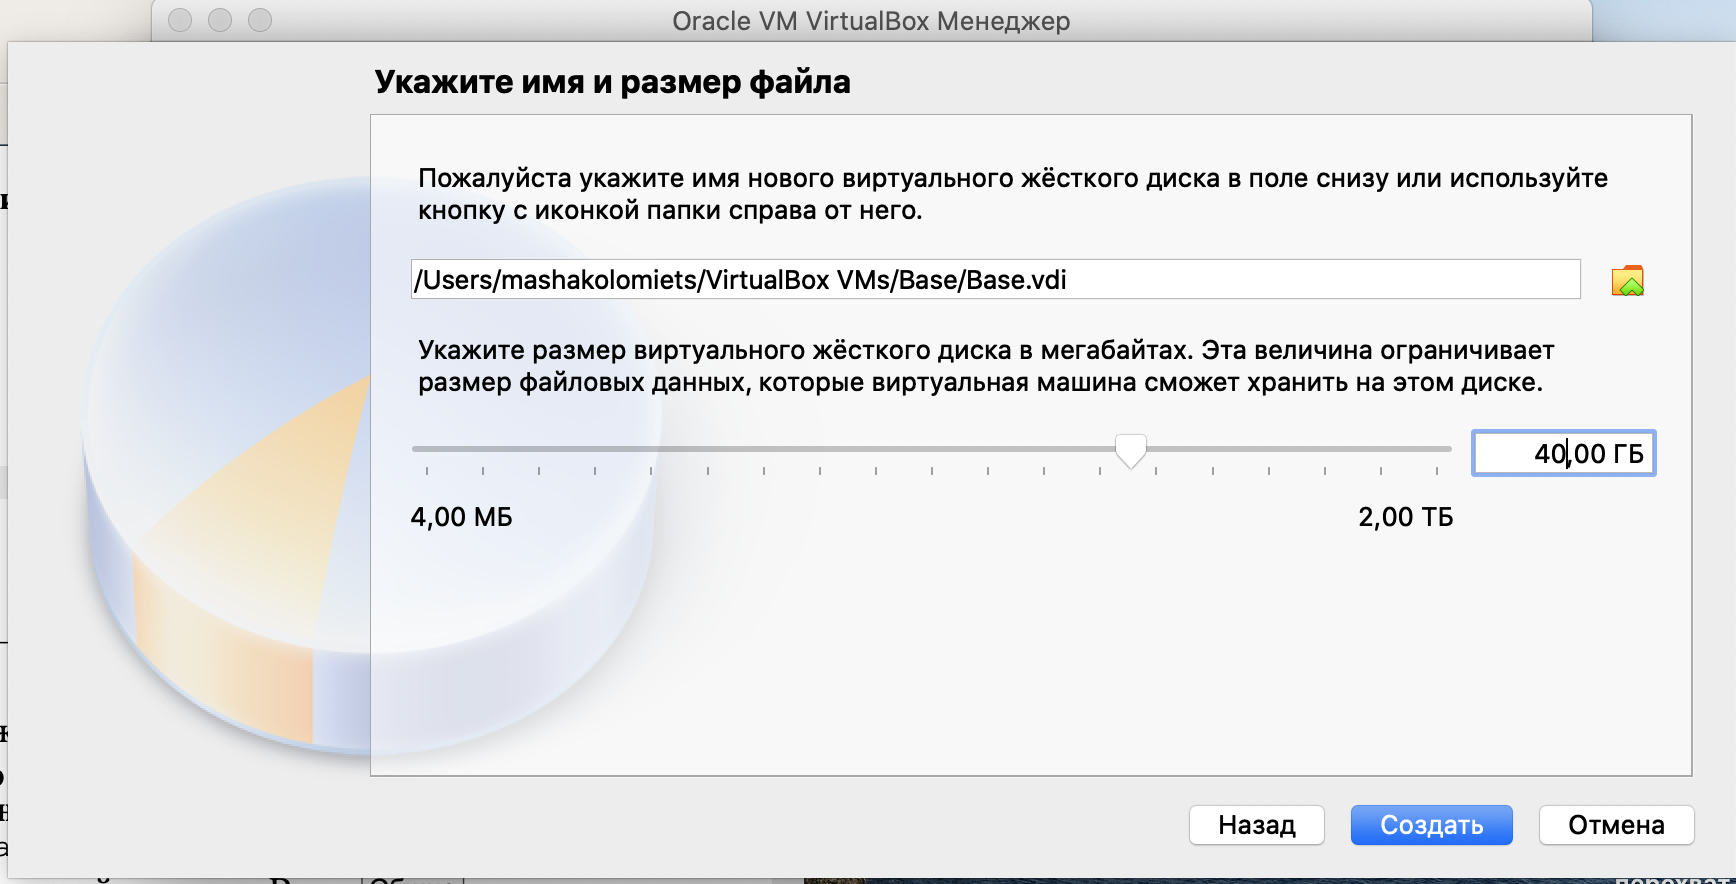 Oracle VM VirtualBox Менеджер
Укажите имя и размер файла
Пожалуйста укажите имя нового виртуального жёсткого диска в поле снизу или используйте
кнопку с иконкой папки справа от него.
/Users/mashakolomiets/VirtualBox VMs/Base/Base.vdi
Укажите размер виртуального жёсткого диска в мегабайтах. Эта величина ограничивает
размер файловых данных, которые виртуальная машина сможет хранить на этом диске.
40,00 ГБ
4,00 МБ
2,00 ТБ
Назад
Создать
Отмена